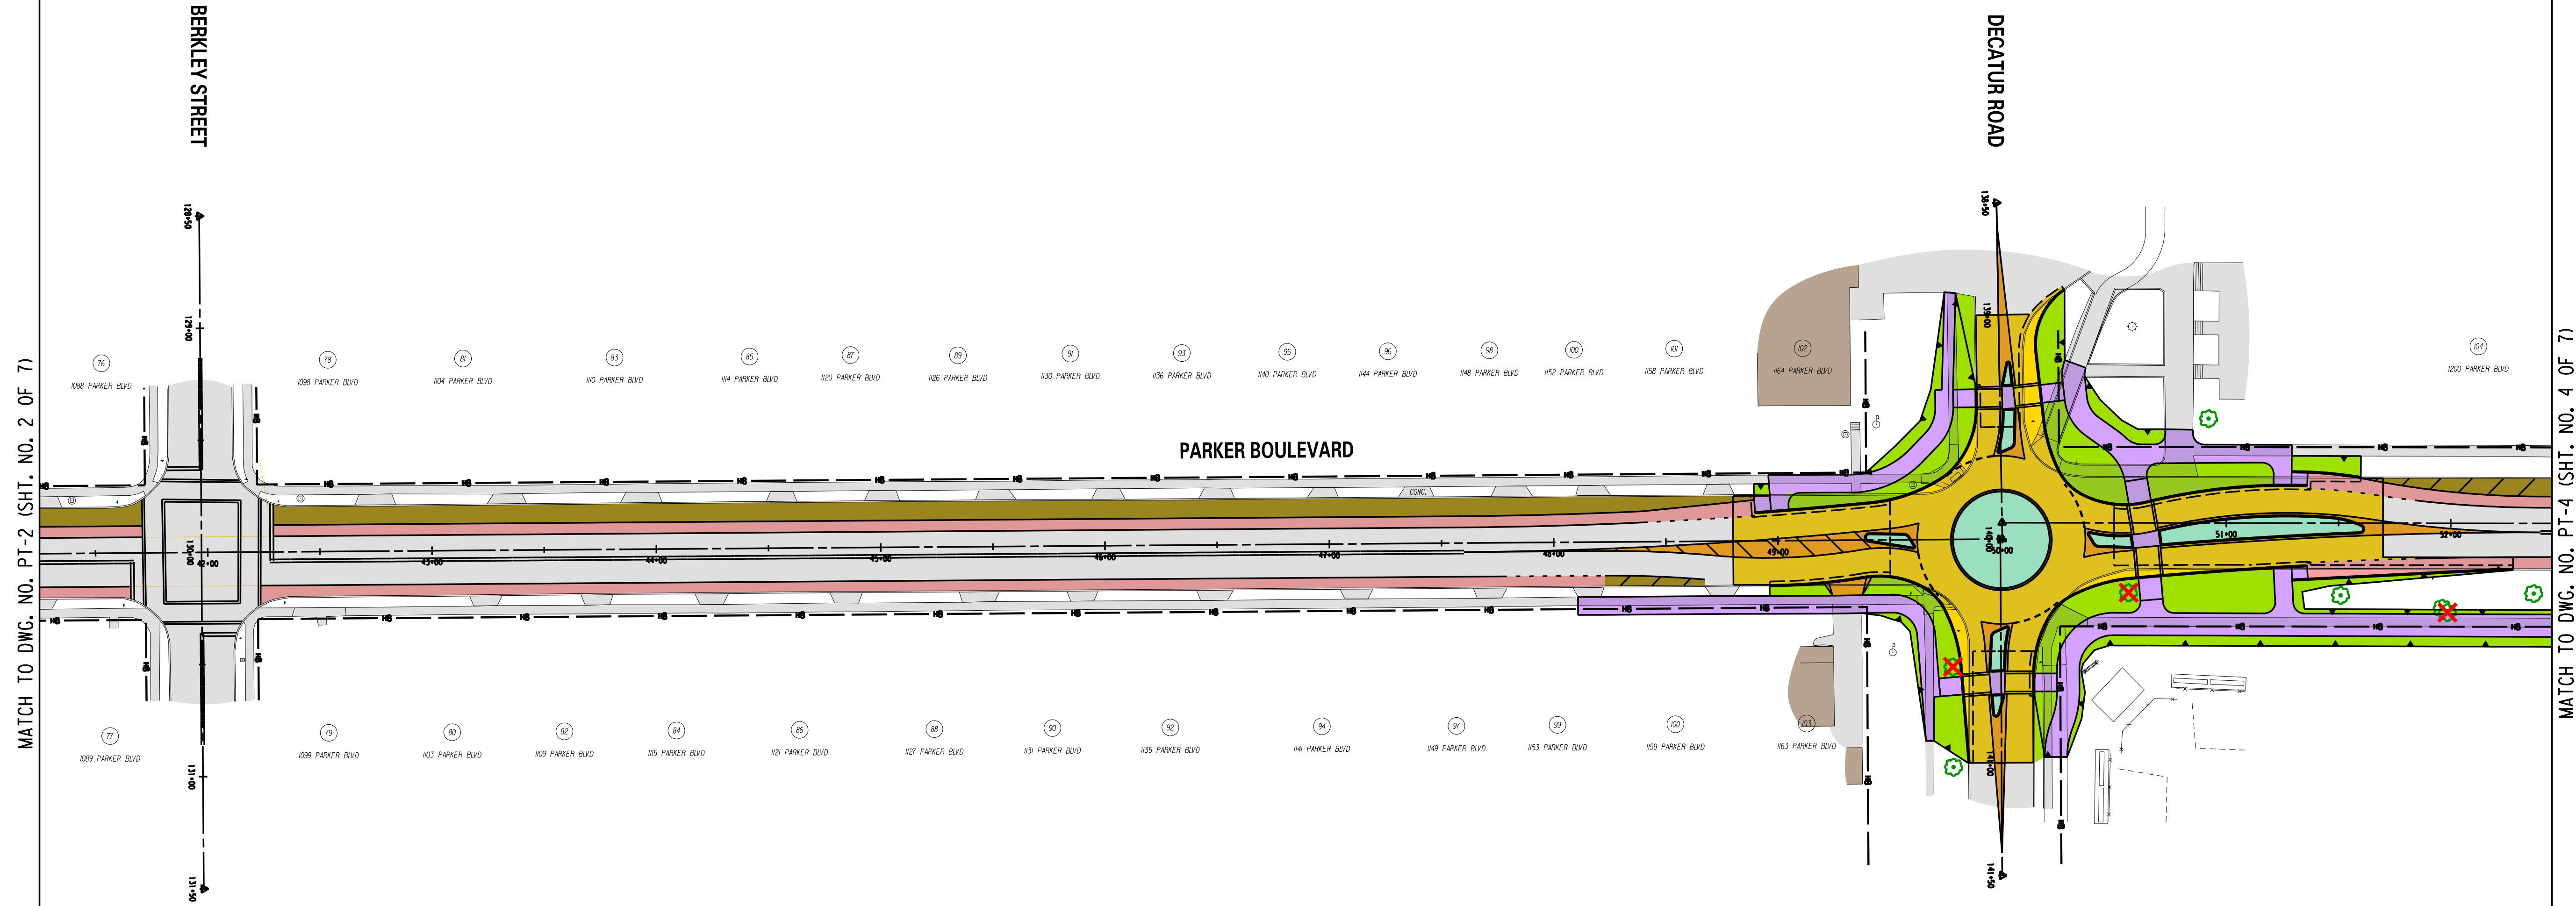 BERKLEY STREET
DECATUR ROAD
MATCH TO DWG. NO. PT-2 (SHT. NO. 2 OF 7)
MATCH TO DWG. NO. PT-4 (SHT. NO. 4 OF 7)
128+50
129+00
130+00
131+00
131+50
138+50
139+00
140+00
141+00
141+50
76
1088 PARKER BLVD
78
1098 PARKER BLVD
81
1104 PARKER BLVD
83
1110 PARKER BLVD
85
1114 PARKER BLVD
87
1120 PARKER BLVD
89
1126 PARKER BLVD
91
1130 PARKER BLVD
93
1136 PARKER BLVD
95
1140 PARKER BLVD
96
1144 PARKER BLVD
98
1148 PARKER BLVD
100
1152 PARKER BLVD
101
1158 PARKER BLVD
102
1164 PARKER BLVD
104
1200 PARKER BLVD
PARKER BOULEVARD
CONC.
HB
P
42+00
43+00
44+00
45+00
46+00
47+00
48+00
49+00
50+00
51+00
52+00
P
77
1089 PARKER BLVD
79
1099 PARKER BLVD
80
1103 PARKER BLVD
82
1109 PARKER BLVD
84
1115 PARKER BLVD
86
1121 PARKER BLVD
88
1127 PARKER BLVD
90
1131 PARKER BLVD
92
1135 PARKER BLVD
94
1141 PARKER BLVD
97
1149 PARKER BLVD
99
1153 PARKER BLVD
100
1159 PARKER BLVD
103
1163 PARKER BLVD